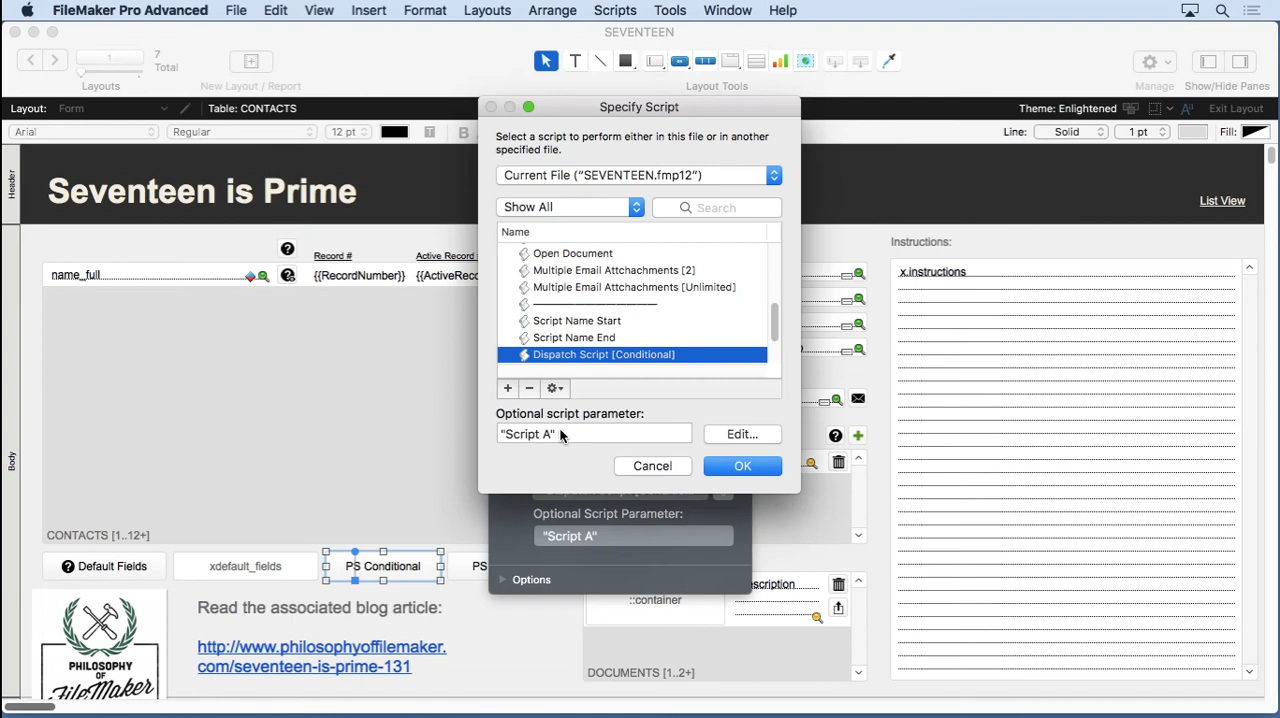 FileMaker Pro Advanced File Edit View Insert Format Layouts Arrange Scripts Tools Window Help
SEVENTEEN
7
Total
Layouts
New Layout / Report
Layout Tools
Manage
Show/Hide Panes
Layout: Form
Table: CONTACTS
Theme: Enlightened
Exit Layout
Arial
Regular
12 pt
B
Line: Solid
1 pt
Fill:
Header
Seventeen is Prime
List View
Specify Script
Select a script to perform either in this file or in another
specified file.
Current File ("SEVENTEEN.fmp12")
Show All
Search
Name
Open Document
Multiple Email Attchachments [2]
Multiple Email Attchachments [Unlimited]
Script Name Start
Script Name End
Dispatch Script [Conditional]
Optional script parameter:
"Script A"
Edit...
Cancel
OK
Optional Script Parameter:
"Script A"
Options
Body
Record #
Active Record
name_full
{{RecordNumber}}
{{ActiveReco
Instructions:
x.instructions
CONTACTS [1..12+]
Default Fields
xdefault_fields
PS Conditional
PS
::container
escription
DOCUMENTS [1..2+]
Read the associated blog article:
http://www.philosophyoffilemaker.
com/seventeen-is-prime-131
PHILOSOPHY
OF
FileMaker